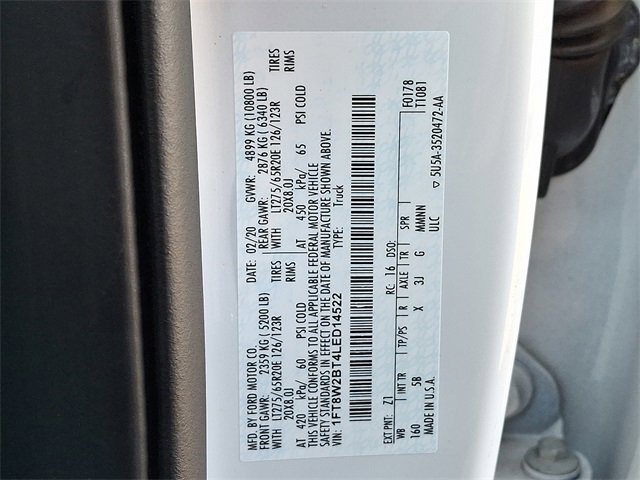 MFD. BY FORD MOTOR CO. DATE: 02/20 GVWR: 4899 KG (10800 LB)
FRONT GAWR: 2359 KG (5200 LB) REAR GAWR: 2876 KG (6340 LB)
LT275/65R20E 126/123R TIRES WITH LT275/65R20E 126/123R TIRES
20X8.0J RIMS 20X8.0J RIMS
AT 420 kPa/ 60 PSI COLD AT 450 kPa/ 65 PSI COLD
THIS VEHICLE CONFORMS TO ALL APPLICABLE FEDERAL MOTOR VEHICLE
SAFETY STANDARDS IN EFFECT ON THE DATE OF MANUFACTURE SHOWN ABOVE.
VIN: 1FT8W2BT4LED14522 TYPE: Truck
EXT PNT: Z1 RC: 16 DSO: F0178
WB INT TR TP/PS R AXLE TR SPR T1081
160 5B X 3J G MMNNN
MADE IN U.S.A. ULC ▽ 5U5A-3520472-AA